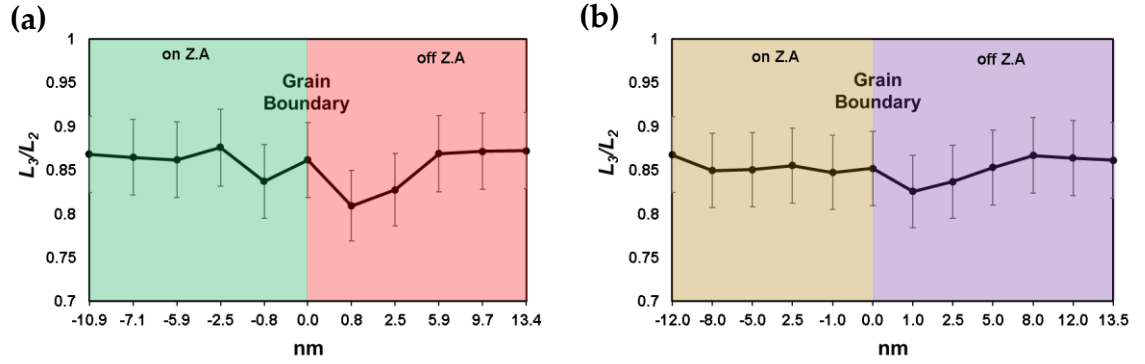 (a)
1
0.95
0.9
0.85
0.8
0.75
0.7
L3/L2
on Z.A
off Z.A
Grain
Boundary
-10.9 -7.1 -5.9 -2.5 -0.8 0.0 0.8 2.5 5.9 9.7 13.4
nm
(b)
1
0.95
0.9
0.85
0.8
0.75
0.7
L3/L2
on Z.A
off Z.A
Grain
Boundary
-12.0 -8.0 -5.0 2.5 -1.0 0.0 1.0 2.5 5.0 8.0 12.0 13.5
nm